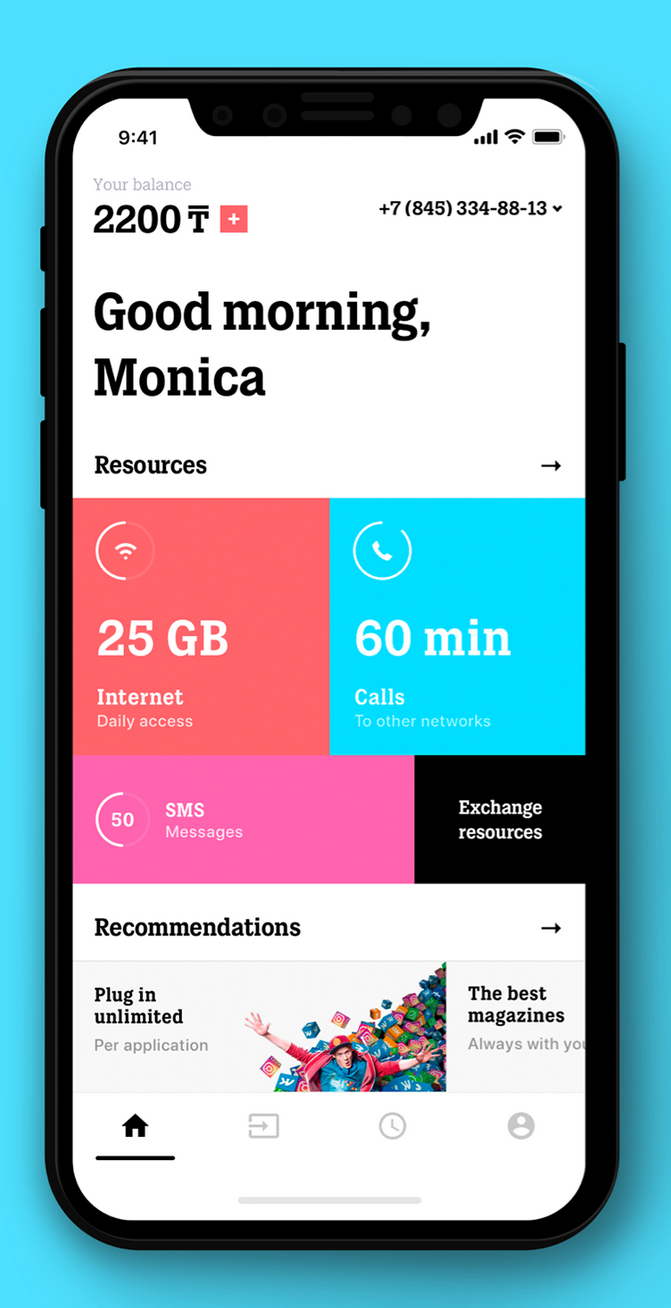 9:41
Your balance
2200 ₸ +
+7 (845) 334-88-13
Good morning,
Monica
Resources →
25 GB
Internet
Daily access
60 min
Calls
To other networks
50
SMS
Messages
Exchange
resources
Recommendations →
Plug in
unlimited
Per application
The best
magazines
Always with you